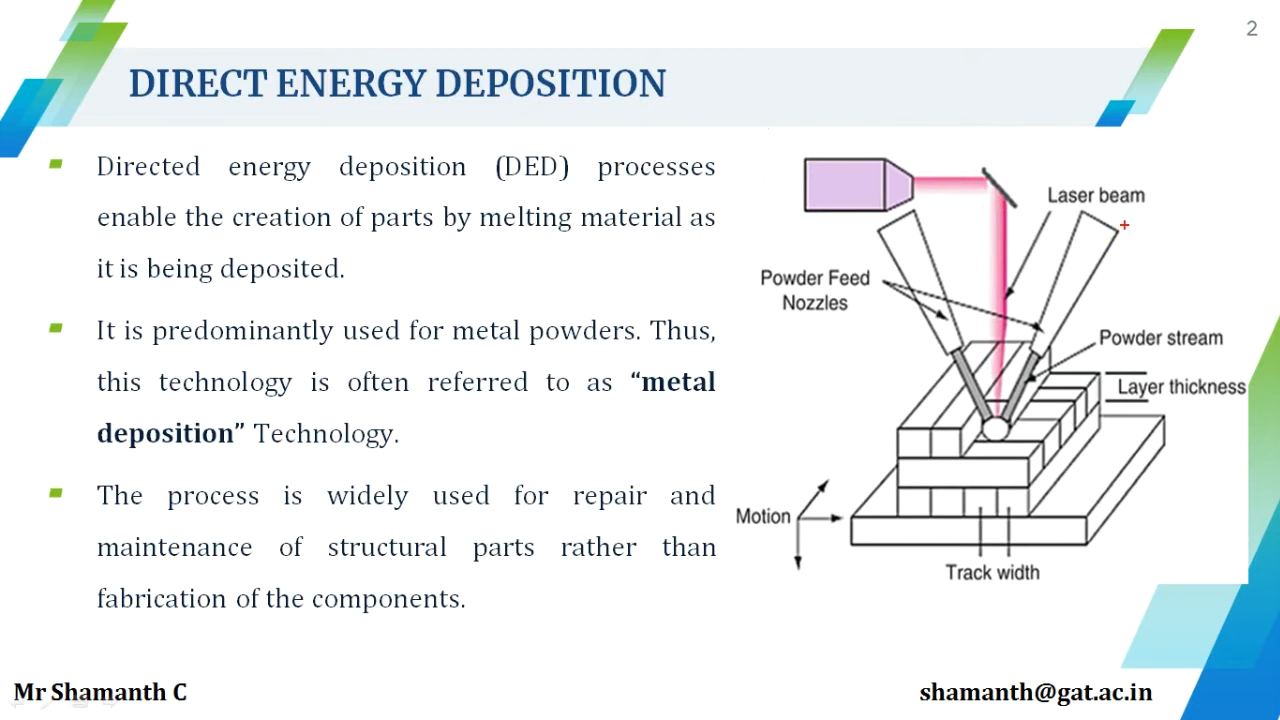 2
DIRECT ENERGY DEPOSITION
Directed energy deposition (DED) processes
enable the creation of parts by melting material as
it is being deposited.
It is predominantly used for metal powders. Thus,
this technology is often referred to as “metal
deposition” Technology.
The process is widely used for repair and
maintenance of structural parts rather than
fabrication of the components.
Laser beam
Powder Feed
Nozzles
Powder stream
Layer thickness
Motion
Track width
Mr Shamanth C
shamanth@gat.ac.in